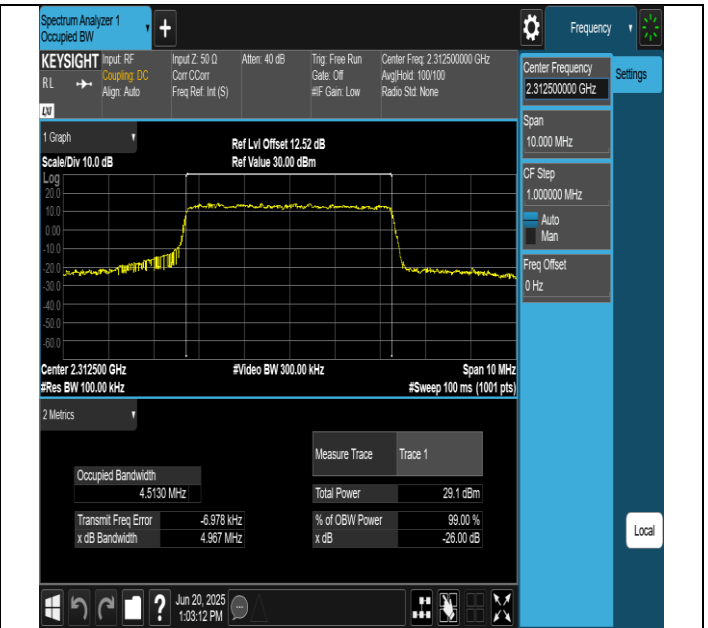 Spectrum Analyzer 1
Occupied BW
Frequency
KEYSIGHT
RL
LXI
Input: RF
Coupling: DC
Align: Auto
Input Z: 50 Ω
Corr CCorr
Freq Ref: Int (S)
Atten: 40 dB
Trig: Free Run
Gate: Off
#IF Gain: Low
Center Freq: 2.312500000 GHz
Avg|Hold: 100/100
Radio Std: None
Center Frequency
2.312500000 GHz
Settings
Span
10.000 MHz
CF Step
1.000000 MHz
Auto
Man
Freq Offset
0 Hz
1 Graph
Scale/Div 10.0 dB
Ref Lvl Offset 12.52 dB
Ref Value 30.00 dBm
Log
20.0
10.0
0.00
-10.0
-20.0
-30.0
-40.0
-50.0
-60.0
Center 2.312500 GHz
#Video BW 300.00 kHz
Span 10 MHz
#Res BW 100.00 kHz
#Sweep 100 ms (1001 pts)
2 Metrics
Measure Trace Trace 1
Occupied Bandwidth
4.5130 MHz
Total Power 29.1 dBm
Transmit Freq Error -6.978 kHz
% of OBW Power 99.00 %
x dB Bandwidth 4.967 MHz
x dB -26.00 dB
Local
?
Jun 20, 2025
1:03:12 PM